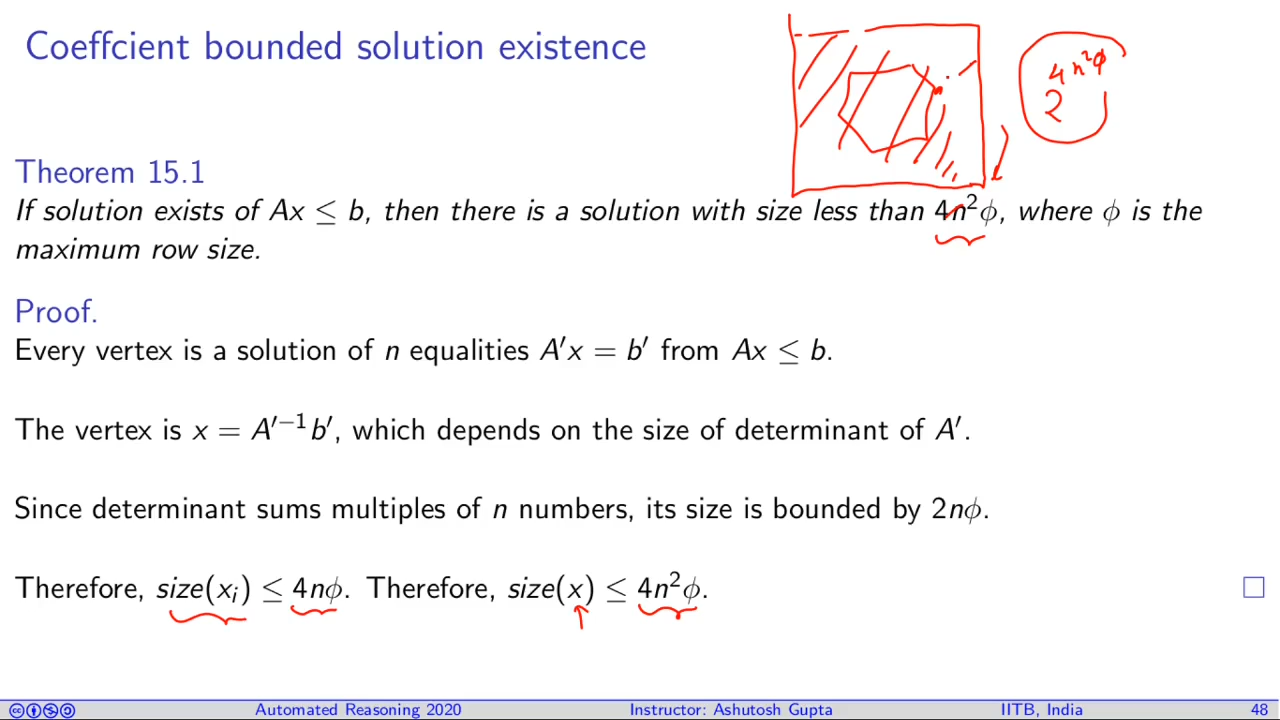 Coeffcient bounded solution existence
2^{4n²ϕ}
Theorem 15.1
If solution exists of Ax ≤ b, then there is a solution with size less than 4n²ϕ, where ϕ is the
maximum row size.
Proof.
Every vertex is a solution of n equalities A′x = b′ from Ax ≤ b.
The vertex is x = A′⁻¹b′, which depends on the size of determinant of A′.
Since determinant sums multiples of n numbers, its size is bounded by 2nϕ.
Therefore, size(xᵢ) ≤ 4nϕ. Therefore, size(x) ≤ 4n²ϕ.
Automated Reasoning 2020 Instructor: Ashutosh Gupta IITB, India 48